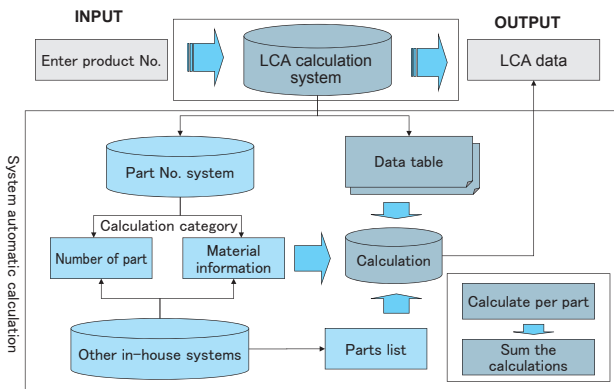 INPUT
OUTPUT
Enter product No.
LCA calculation
system
LCA data
System automatic calculation
Part No. system
Data table
Calculation category
Number of part
Material
information
Calculation
Calculate per part
Other in-house systems
Parts list
Sum the
calculations